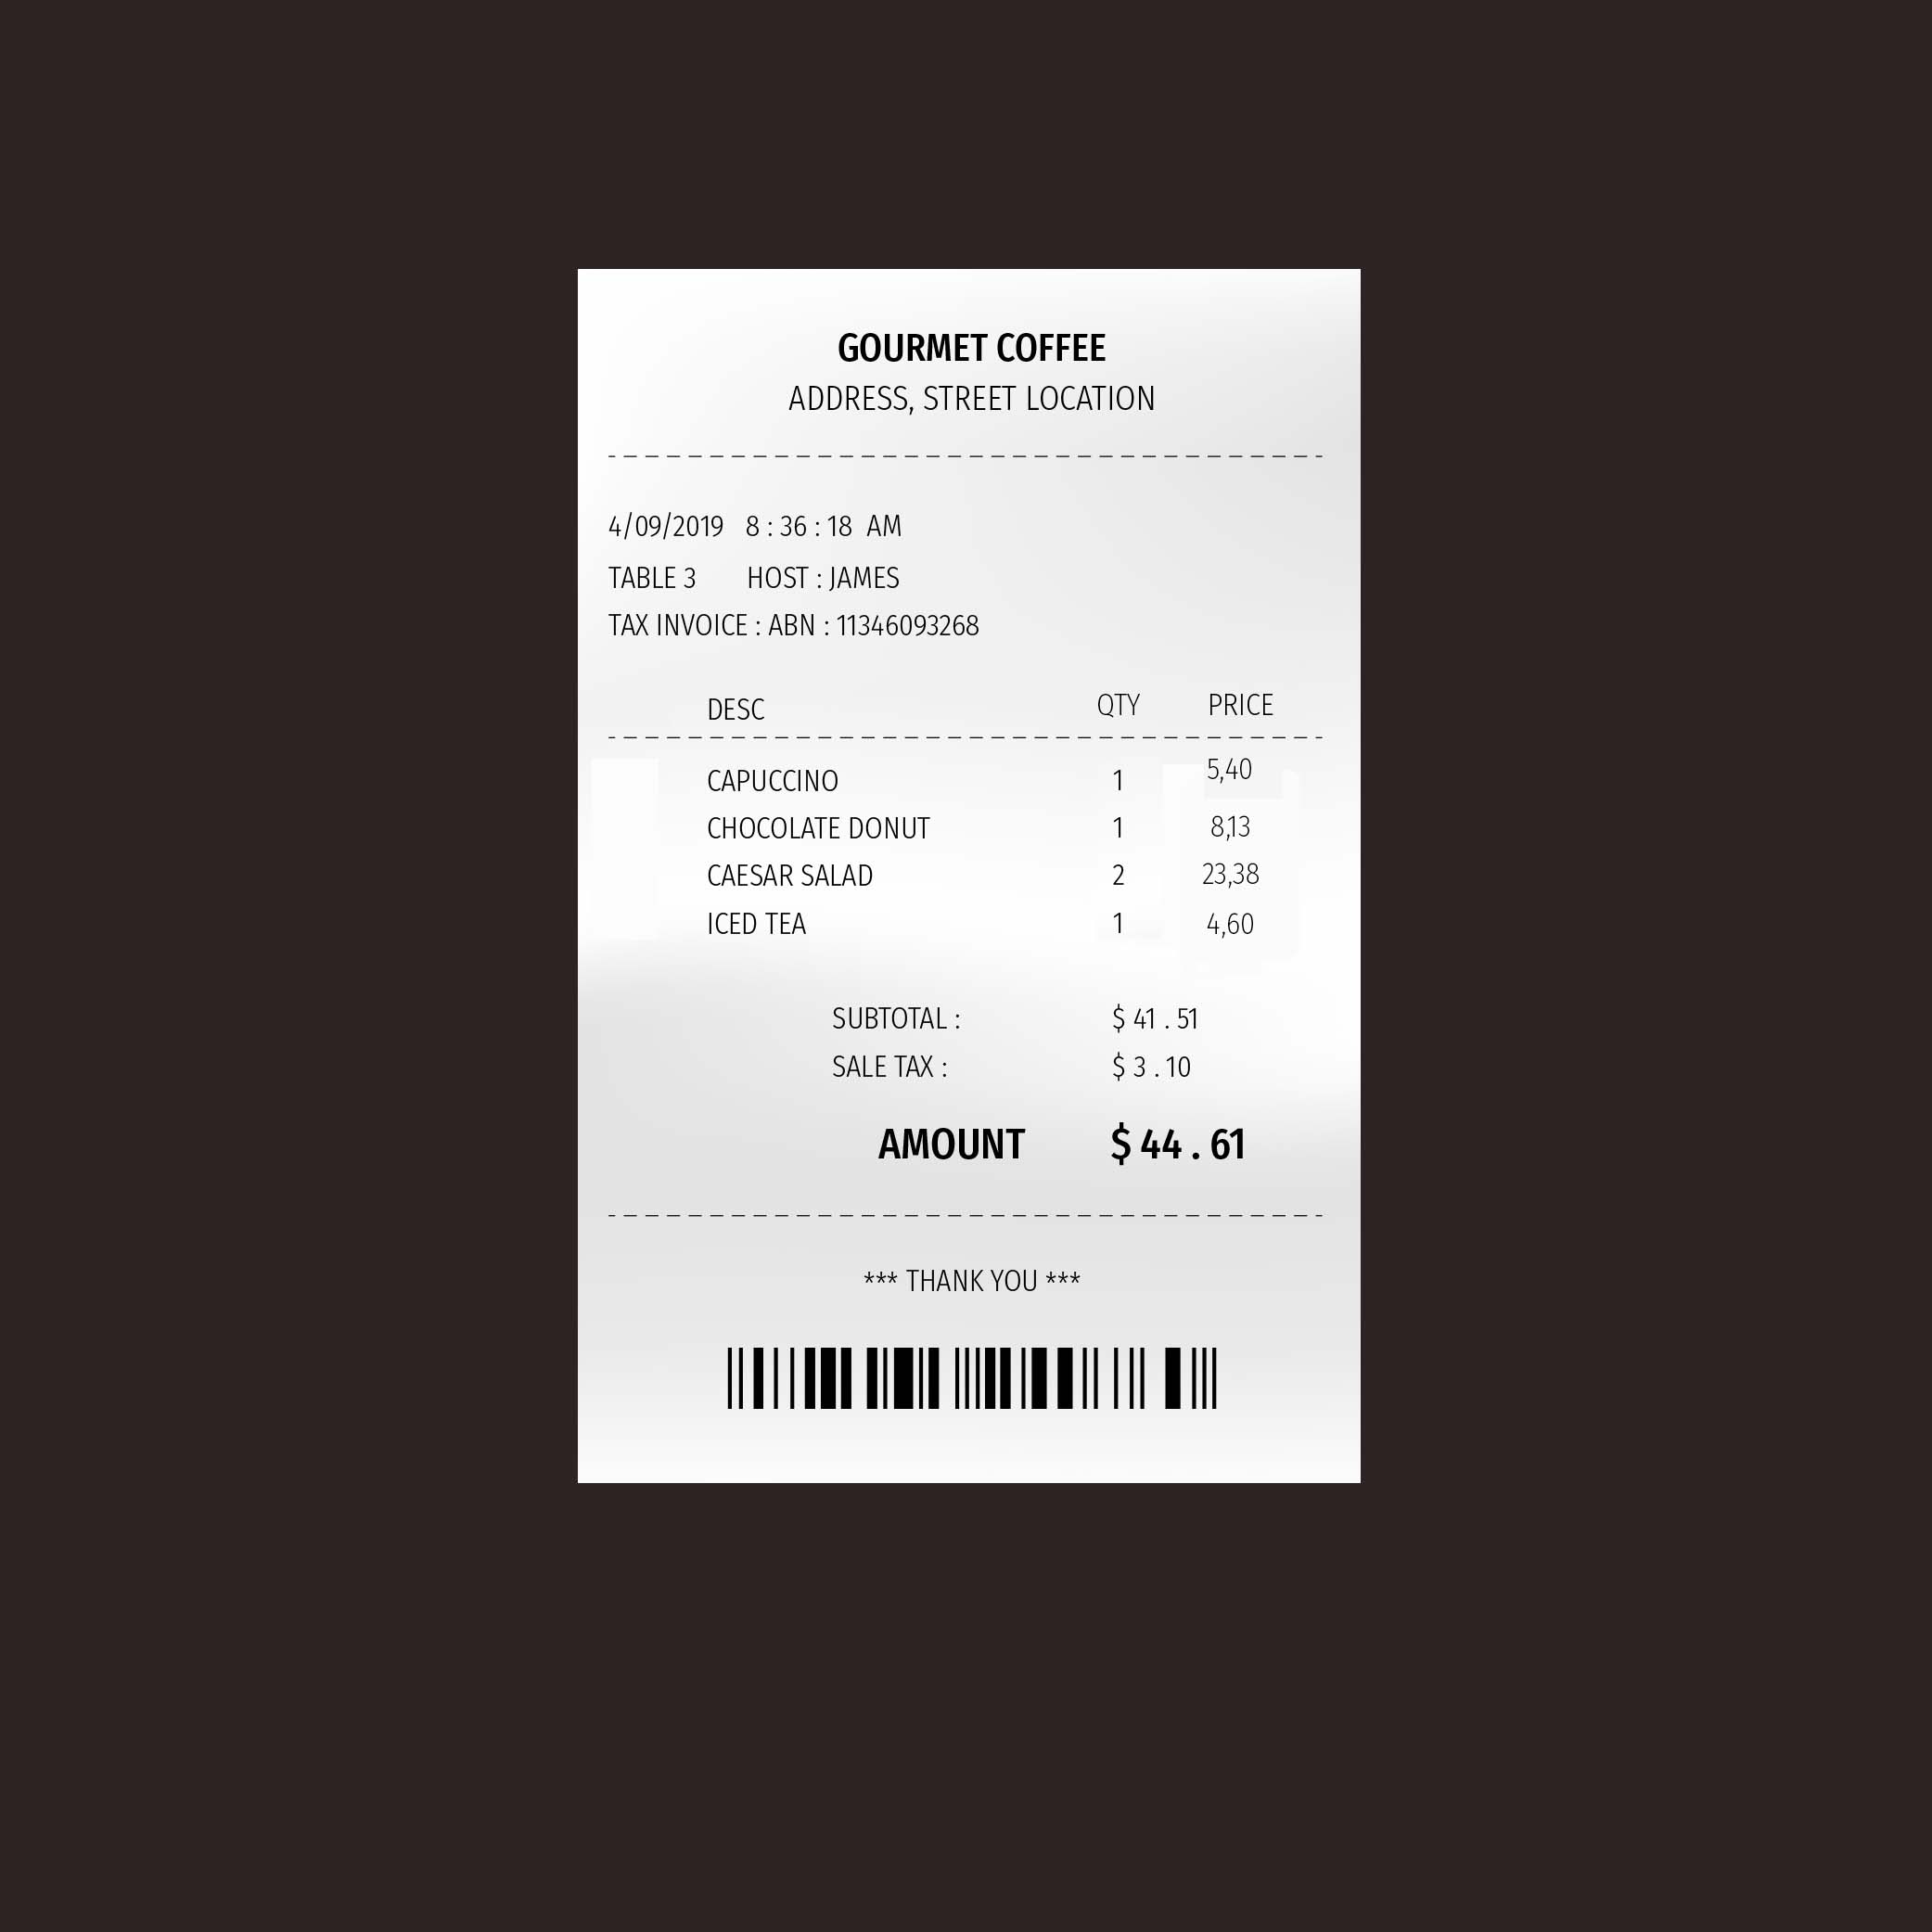 GOURMET COFFEE
ADDRESS, STREET LOCATION
4/09/2019 8 : 36 : 18 AM
TABLE 3 HOST : JAMES
TAX INVOICE : ABN : 11346093268
DESC QTY PRICE
CAPUCCINO 1 5,40
CHOCOLATE DONUT 1 8,13
CAESAR SALAD 2 23,38
ICED TEA 1 4,60
SUBTOTAL : $ 41 . 51
SALE TAX : $ 3 . 10
AMOUNT $ 44 . 61
*** THANK YOU ***